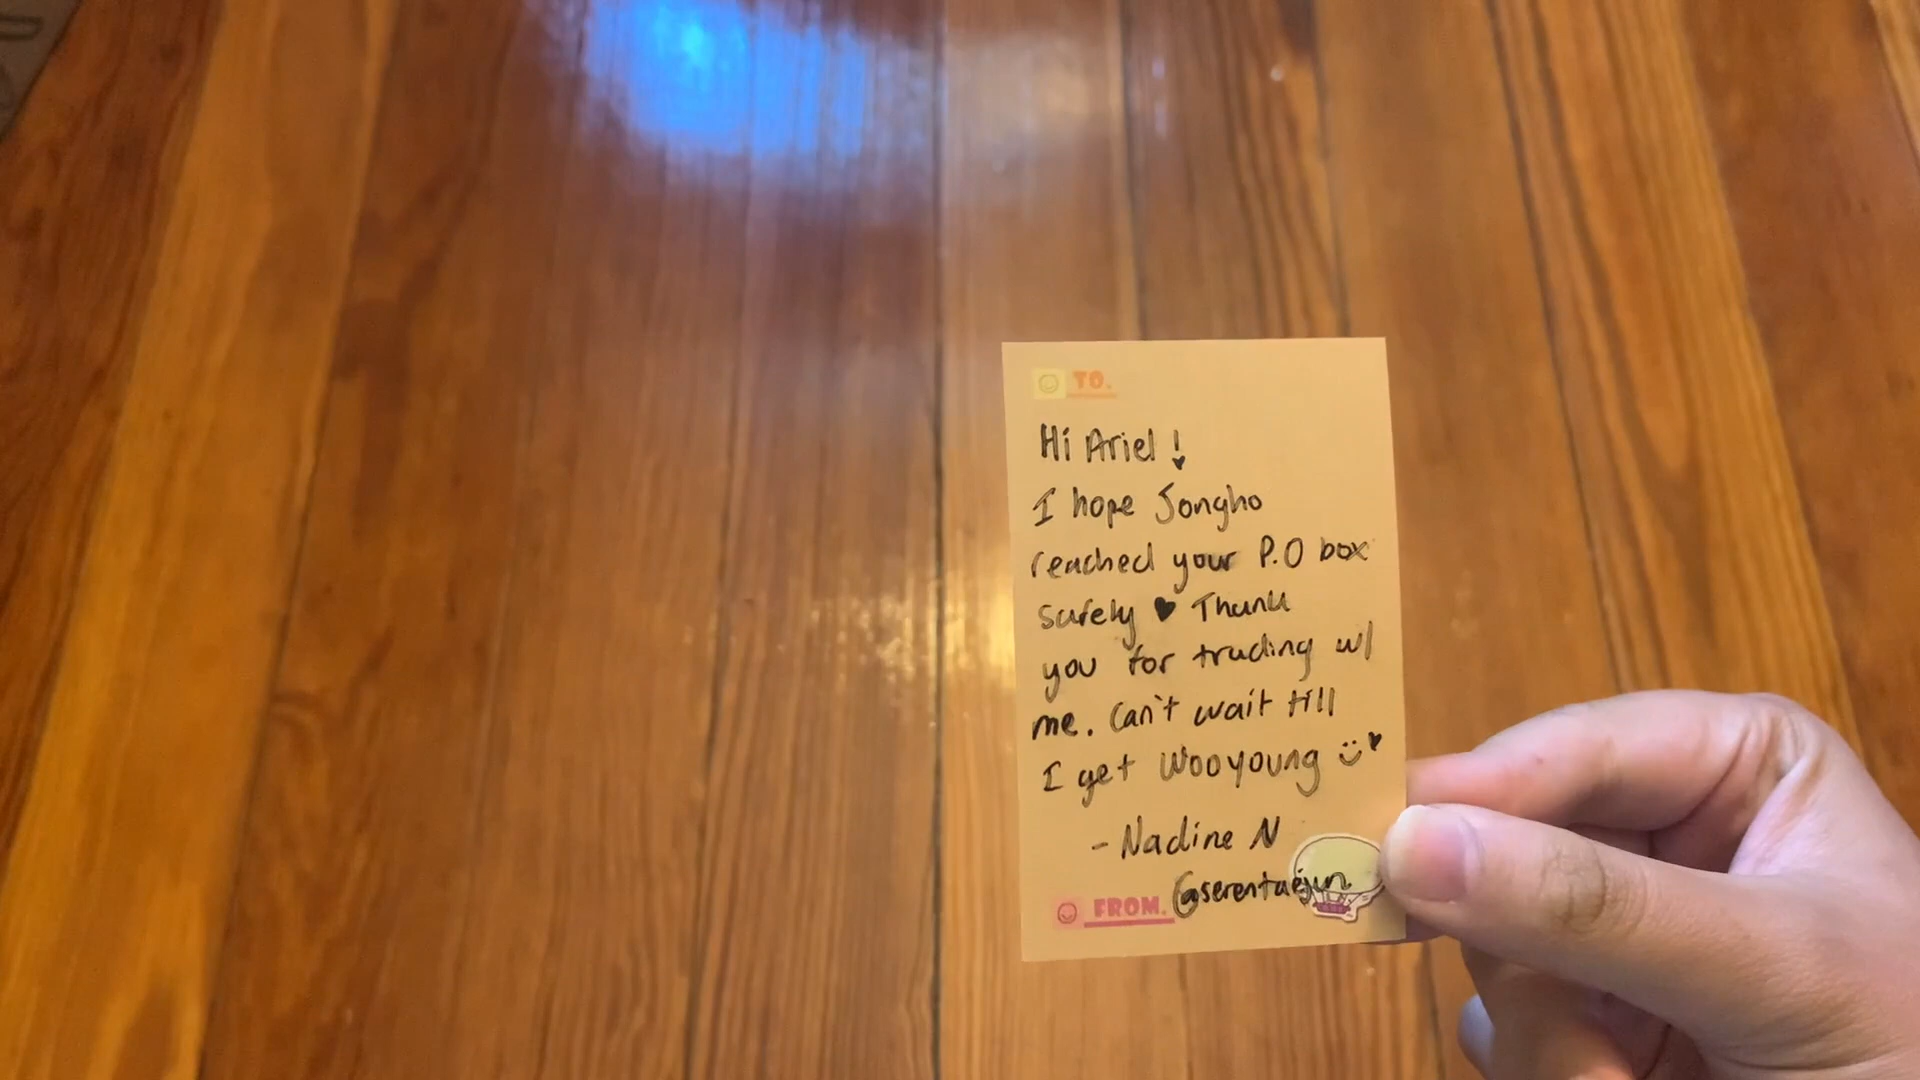 TO.
Hi Ariel!
I hope Jongho
reached your P.O box
safely ♥ Thank
you for trading w/
me. Can't wait till
I get Wooyoung
- Nadine N
FROM. @serentaejun